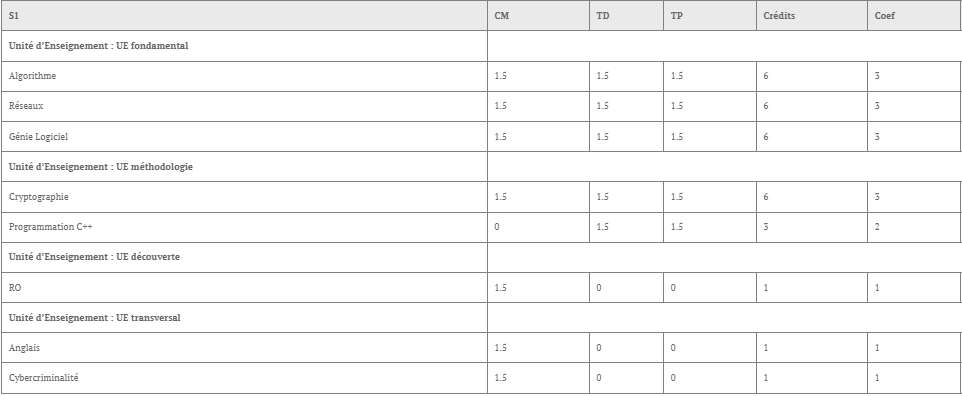 S1 CM TD TP Crédits Coef
Unité d'Enseignement : UE fondamental
Algorithme 1.5 1.5 1.5 6 3
Réseaux 1.5 1.5 1.5 6 3
Génie Logiciel 1.5 1.5 1.5 6 3
Unité d'Enseignement : UE méthodologie
Cryptographie 1.5 1.5 1.5 6 3
Programmation C++ 0 1.5 1.5 3 2
Unité d'Enseignement : UE découverte
RO 1.5 0 0 1 1
Unité d'Enseignement : UE transversal
Anglais 1.5 0 0 1 1
Cybercriminalité 1.5 0 0 1 1